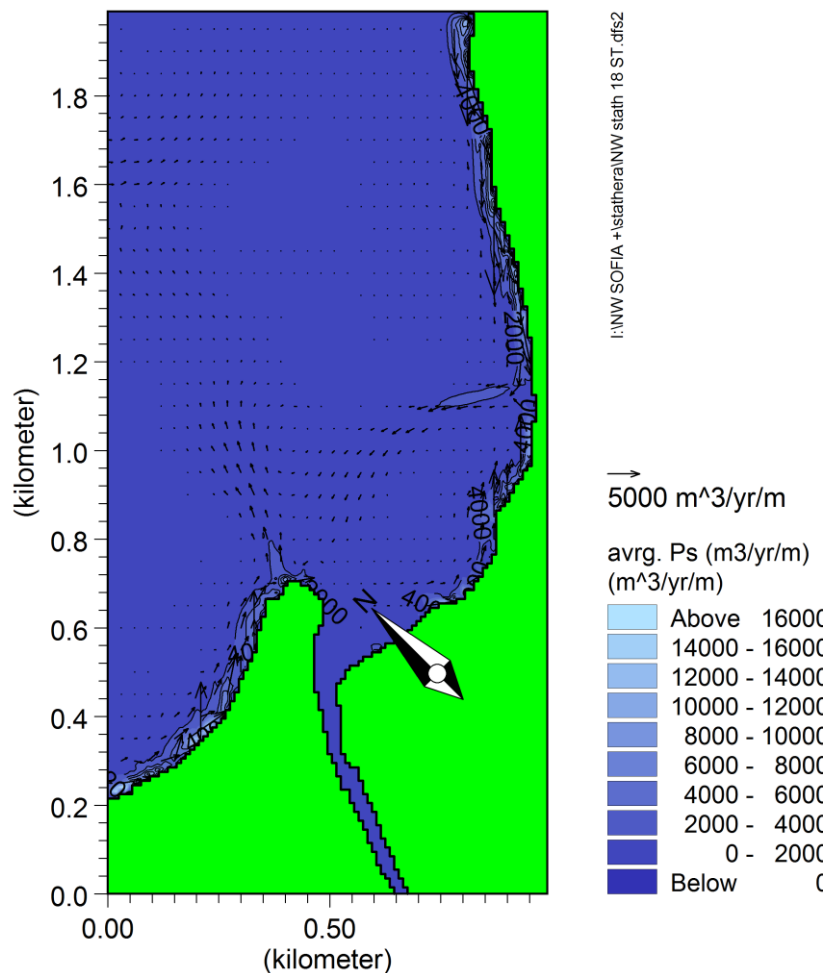 I:\NW SOFIA +\stathera\NW stath 18 ST.dfs2
1.8
1.6
1.4
1.2
1.0
0.8
0.6
0.4
0.2
0.0
(kilometer)
0.00
0.50
(kilometer)
4000
2000
4000
4000
N
5000 m^3/yr/m
avrg. Ps (m3/yr/m)
(m^3/yr/m)
Above 16000
14000 - 16000
12000 - 14000
10000 - 12000
8000 - 10000
6000 - 8000
4000 - 6000
2000 - 4000
0 - 2000
Below 0